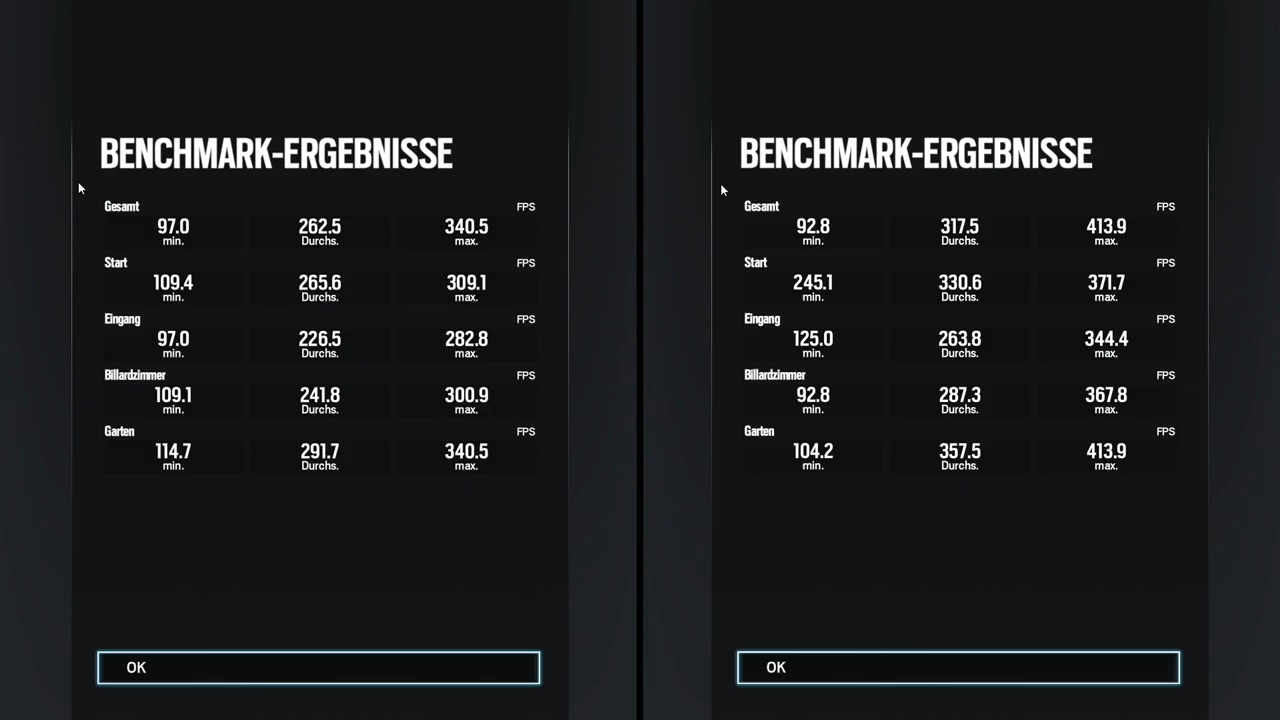 BENCHMARK-ERGEBNISSE
Gesamt FPS
97.0 262.5 340.5
min. Durchs. max.
Start FPS
109.4 265.6 309.1
min. Durchs. max.
Eingang FPS
97.0 226.5 282.8
min. Durchs. max.
Billardzimmer FPS
109.1 241.8 300.9
min. Durchs. max.
Garten FPS
114.7 291.7 340.5
min. Durchs. max.
OK
BENCHMARK-ERGEBNISSE
Gesamt FPS
92.8 317.5 413.9
min. Durchs. max.
Start FPS
245.1 330.6 371.7
min. Durchs. max.
Eingang FPS
125.0 263.8 344.4
min. Durchs. max.
Billardzimmer FPS
92.8 287.3 367.8
min. Durchs. max.
Garten FPS
104.2 357.5 413.9
min. Durchs. max.
OK